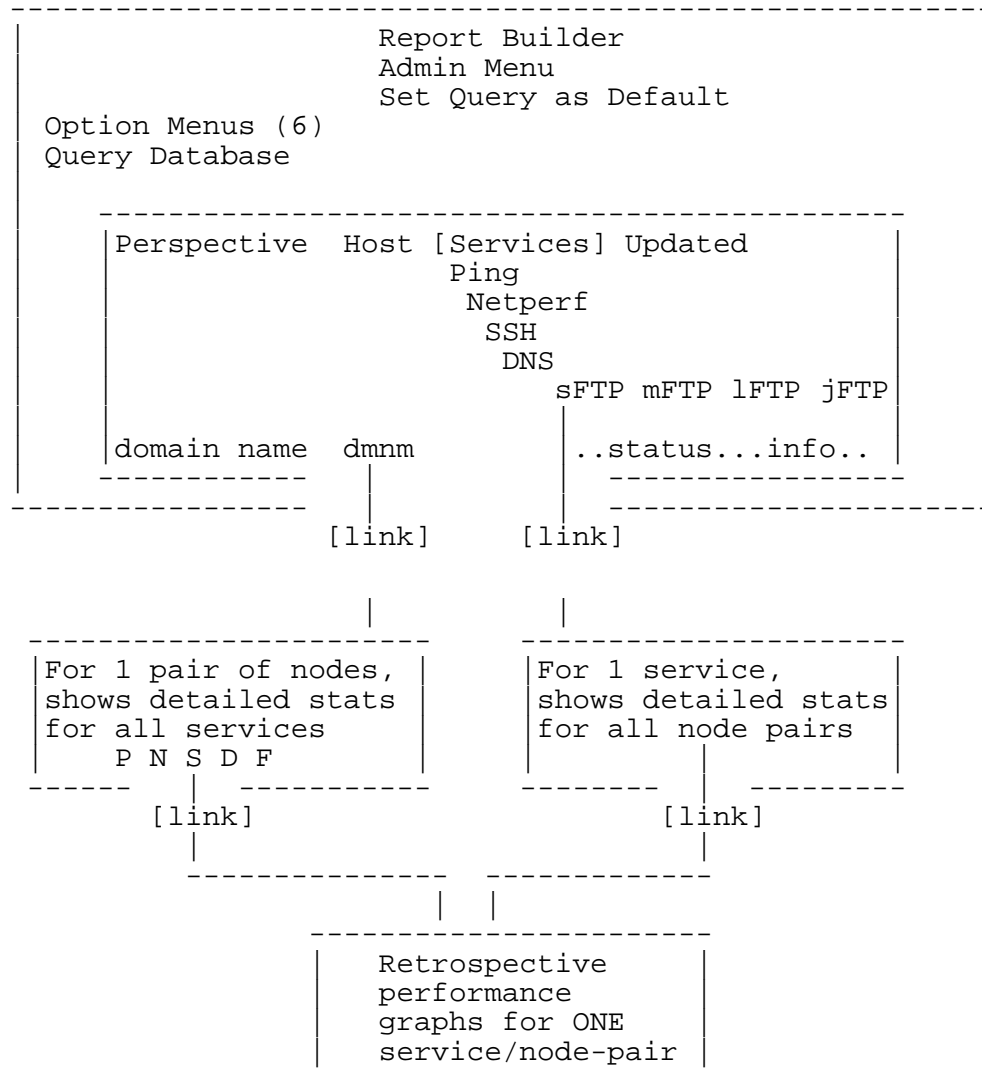 Report Builder
Admin Menu
Set Query as Default
Option Menus (6)
Query Database
Perspective Host [Services] Updated
Ping
Netperf
SSH
DNS
sFTP mFTP lFTP jFTP
domain name dmnm ..status...info..
[link] [link]
For 1 pair of nodes, For 1 service,
shows detailed stats shows detailed stats
for all services for all node pairs
P N S D F
[link] [link]
Retrospective
performance
graphs for ONE
service/node-pair